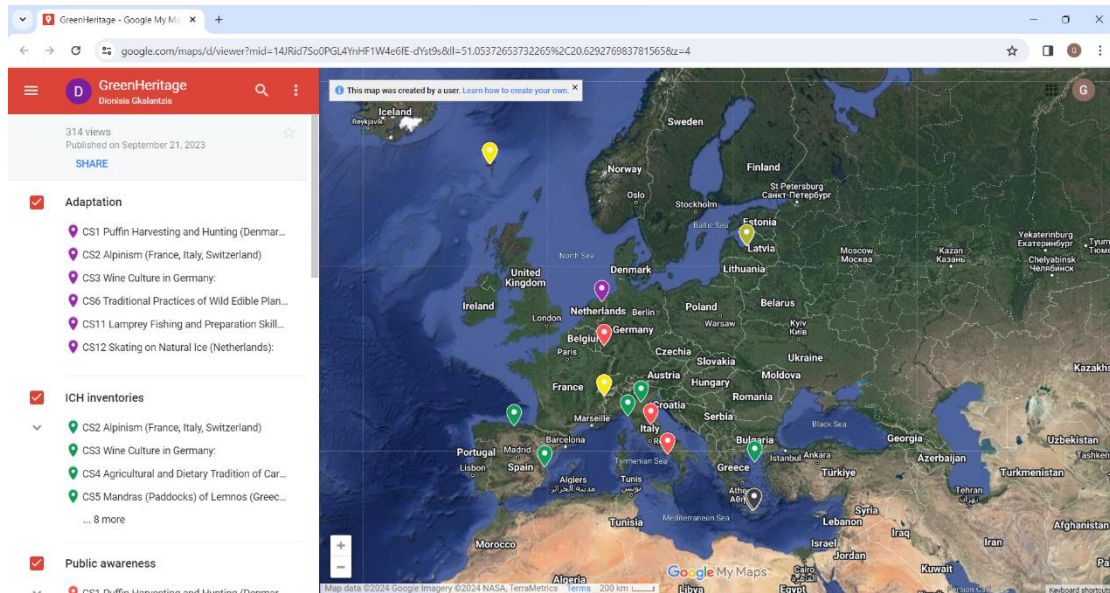 GreenHeritage - Google My Ma
google.com/maps/d/viewer?mid=14JRid7So0PGL4YnHF1W4e6fE-dYst9s&ll=51.05372653732265%2C20.6292769837815658&z=4
D
GreenHeritage
Dionisis Gkalantzis
314 views
Published on September 21, 2023
SHARE
Adaptation
CS1 Puffin Harvesting and Hunting (Denmar...
CS2 Alpinism (France, Italy, Switzerland)
CS3 Wine Culture in Germany:
CS6 Traditional Practices of Wild Edible Plan...
CS11 Lamprey Fishing and Preparation Skill...
CS12 Skating on Natural Ice (Netherlands):
ICH inventories
CS2 Alpinism (France, Italy, Switzerland)
CS3 Wine Culture in Germany:
CS4 Agricultural and Dietary Tradition of Car...
CS5 Mandras (Paddocks) of Lemnos (Greec...
... 8 more
Public awareness
CS1 Puffin Harvesting and Hunting (Denmar...
This map was created by a user. Learn how to create your own.
G
Iceland
Reykjavik
Sweden
Norway
Finland
Oslo
St Petersburg
Санкт-Петербург
Stockholm
Baltic Sea
Estonia
Latvia
Moscow
Москва
Kazan
Казань
Yekaterinburg
Екатеринбург
Chelyabinsk
Челябинск
North Sea
Denmark
Lithuania
United
Kingdom
Ireland
London
Netherlands
Berlin
Poland
Warsaw
Belarus
Belgium
Germany
Kyiv
Київ
Paris
Czechia
Slovakia
Ukraine
Austria
Hungary
Moldova
France
Romania
Croatia
Serbia
Marseille
Italy
Black Sea
Barcelona
Bulgaria
Georgia
Portugal
Madrid
Lisbon
Spain
Tyrrhenian Sea
Istanbul
Ankara
Azerbaijan
Uzbekistan
Greece
Türkiye
Turkmenistan
Algiers
مدينة الجزائر
Tunis
تونس
Tehran
تهران
Tunisia
Mediterranean Sea
Syria
Lebanon
Iraq
Iran
Afghanistan
Morocco
Israel
Jordan
Cairo
Kuwait
Algeria
Libya
Egypt
Google My Maps
Map data ©2024 Google Imagery ©2024 NASA, TerraMetrics
Terms
200 km
Keyboard shortcuts